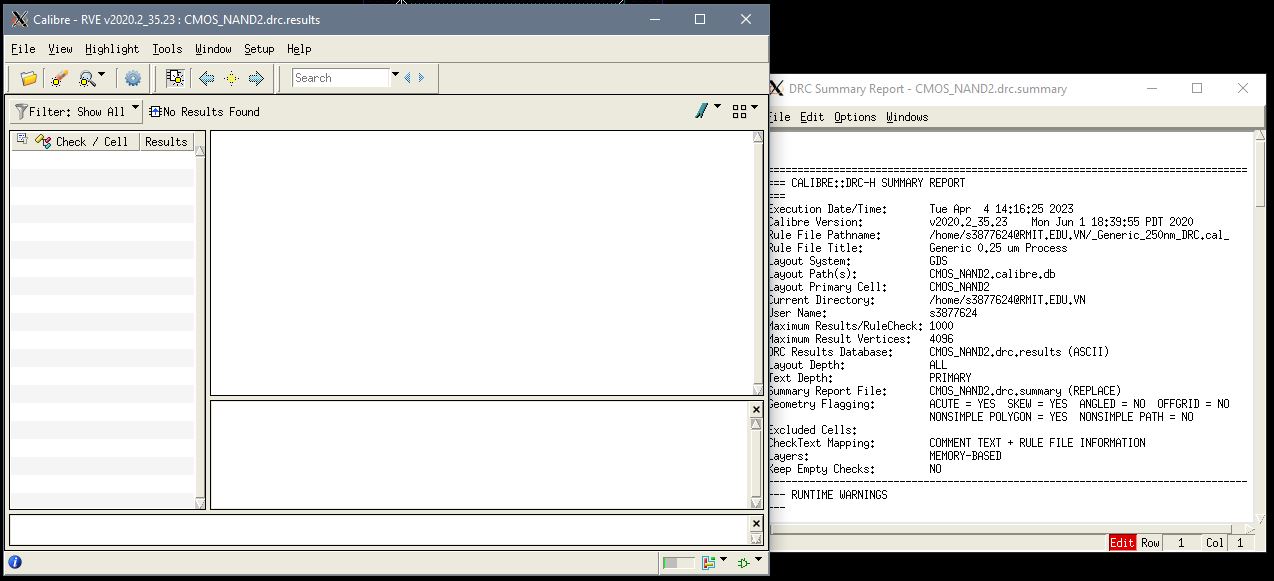 Calibre - RVE v2020.2_35.23 : CMOS_NAND2.drc.results
File View Highlight Tools Window Setup Help
Search
Filter: Show All No Results Found
Check / Cell Results
DRC Summary Report - CMOS_NAND2.drc.summary
File Edit Options Windows
=== CALIBRE::DRC-H SUMMARY REPORT
===
Execution Date/Time: Tue Apr 4 14:16:25 2023
Calibre Version: v2020.2_35.23 Mon Jun 1 18:39:55 PDT 2020
Rule File Pathname: /home/s3877624@RMIT.EDU.VN/_Generic_250nm_DRC.cal_
Rule File Title: Generic 0.25 um Process
Layout System: GDS
Layout Path(s): CMOS_NAND2.calibre.db
Layout Primary Cell: CMOS_NAND2
Current Directory: /home/s3877624@RMIT.EDU.VN
User Name: s3877624
Maximum Results/RuleCheck: 1000
Maximum Result Vertices: 4096
DRC Results Database: CMOS_NAND2.drc.results (ASCII)
Layout Depth: ALL
Text Depth: PRIMARY
Summary Report File: CMOS_NAND2.drc.summary (REPLACE)
Geometry Flagging: ACUTE = YES SKEW = YES ANGLED = NO OFFGRID = NO
NONSIMPLE POLYGON = YES NONSIMPLE PATH = NO
Excluded Cells:
CheckText Mapping: COMMENT TEXT + RULE FILE INFORMATION
Layers: MEMORY-BASED
Keep Empty Checks: NO
--- RUNTIME WARNINGS
---
Edit Row 1 Col 1